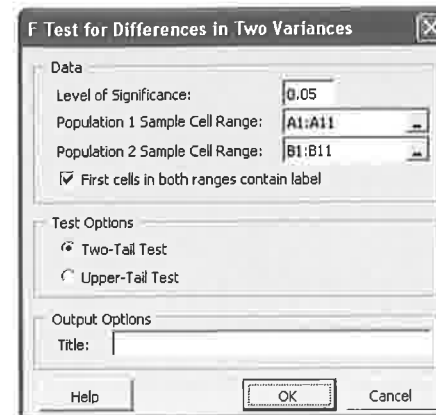 F Test for Differences in Two Variances
Data
Level of Significance: 0.05
Population 1 Sample Cell Range: A1:A11
Population 2 Sample Cell Range: B1:B11
First cells in both ranges contain label
Test Options
Two-Tail Test
Upper-Tail Test
Output Options
Title:
Help OK Cancel